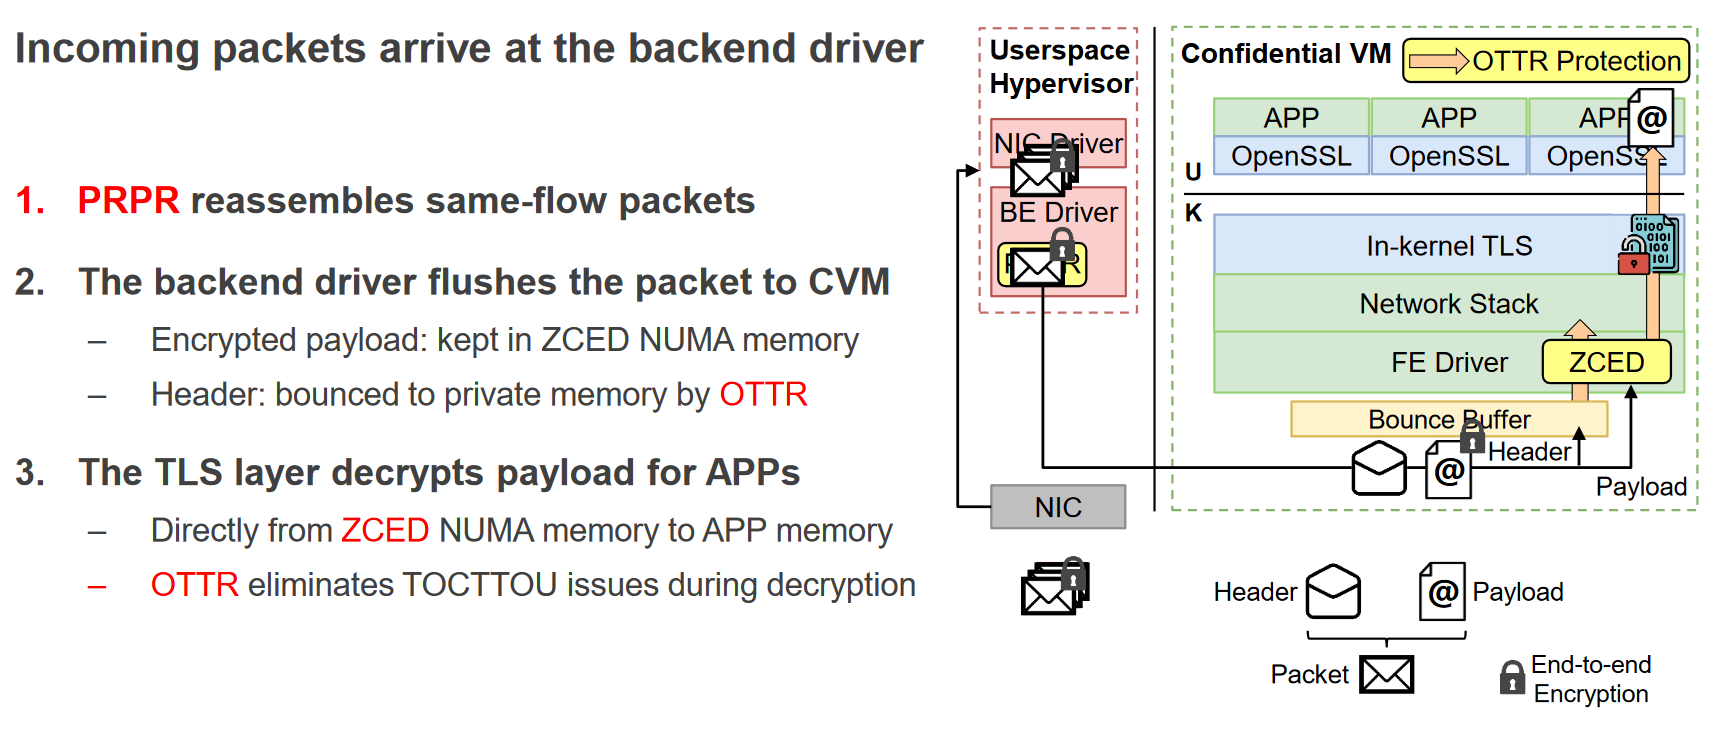 Incoming packets arrive at the backend driver
1. PRPR reassembles same-flow packets
2. The backend driver flushes the packet to CVM
– Encrypted payload: kept in ZCED NUMA memory
– Header: bounced to private memory by OTTR
3. The TLS layer decrypts payload for APPs
– Directly from ZCED NUMA memory to APP memory
– OTTR eliminates TOCTTOU issues during decryption
Userspace
Hypervisor
NIC Driver
BE Driver
NIC
Confidential VM
OTTR Protection
APP APP APP
OpenSSL OpenSSL OpenSSL
U
K
In-kernel TLS
Network Stack
FE Driver
ZCED
Bounce Buffer
Header
Payload
Header
Payload
Packet
End-to-end
Encryption